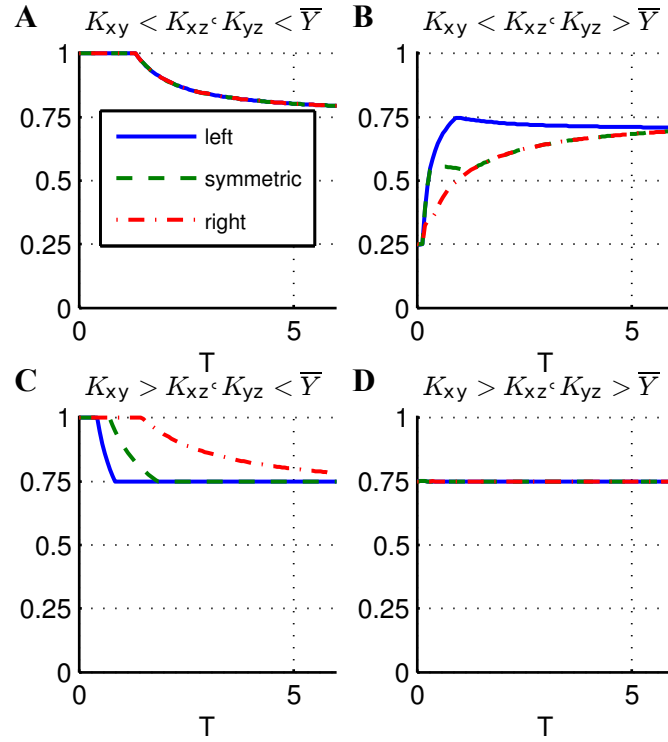 A
K_xy < K_xz, K_yz < Y̅
1
0.75
0.5
0.25
0
left
symmetric
right
0
5
T
B
K_xy < K_xz, K_yz > Y̅
1
0.75
0.5
0.25
0
0
5
T
C
K_xy > K_xz, K_yz < Y̅
1
0.75
0.5
0.25
0
0
5
T
D
K_xy > K_xz, K_yz > Y̅
1
0.75
0.5
0.25
0
0
5
T